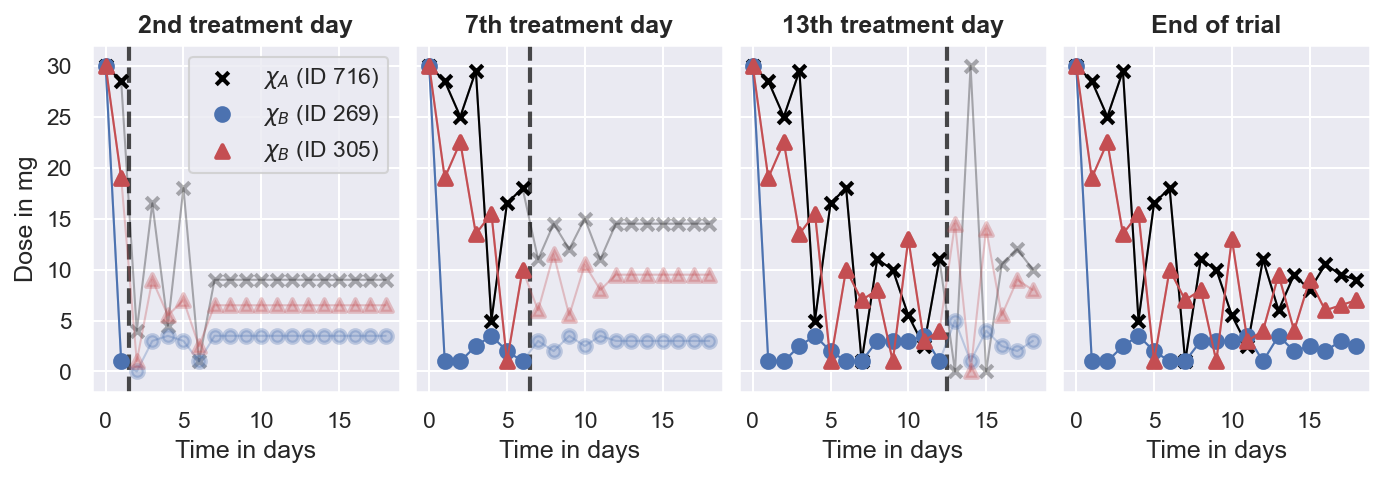 2nd treatment day
7th treatment day
13th treatment day
End of trial
Dose in mg
30
25
20
15
10
5
0
χA (ID 716)
χB (ID 269)
χB (ID 305)
0 5 10 15
0 5 10 15
0 5 10 15
0 5 10 15
Time in days
Time in days
Time in days
Time in days